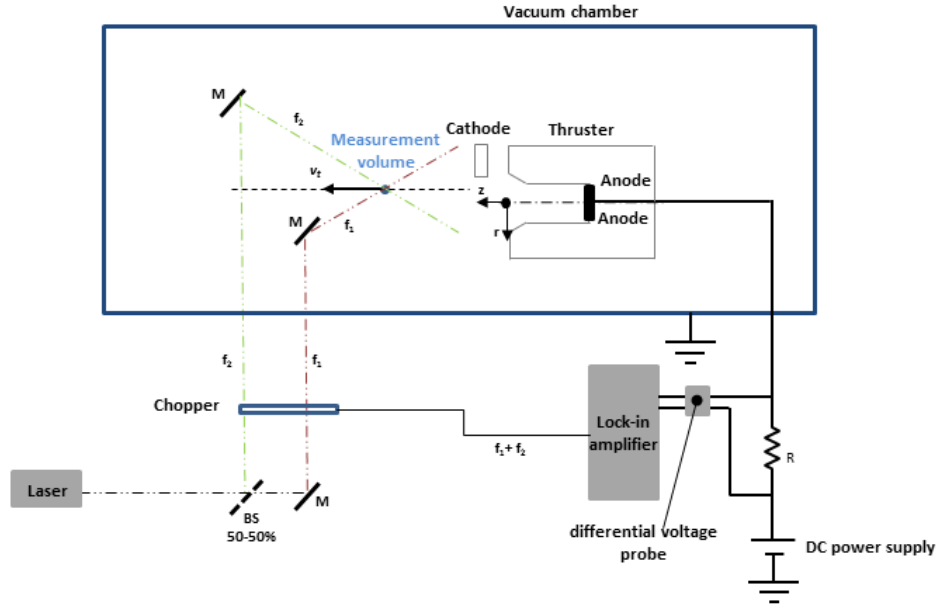 Vacuum chamber
M
f₂
Measurement
volume
Cathode
Thruster
v_t
z
Anode
Anode
M
f₁
r
f₂
f₁
Chopper
Lock-in
amplifier
f₁+ f₂
R
Laser
BS
50-50%
M
differential voltage
probe
DC power supply